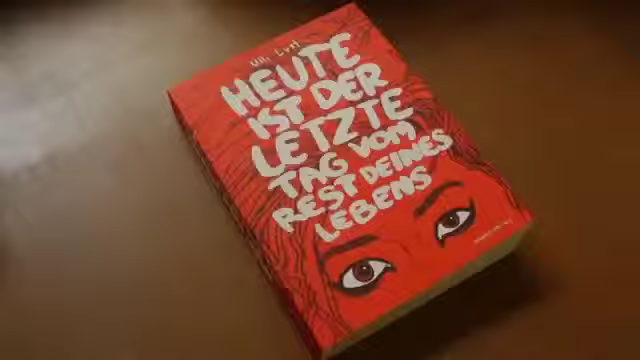 Ulli Lust
HEUTE
IST DER
LETZTE
TAG VOM
REST DEINES
LEBENS